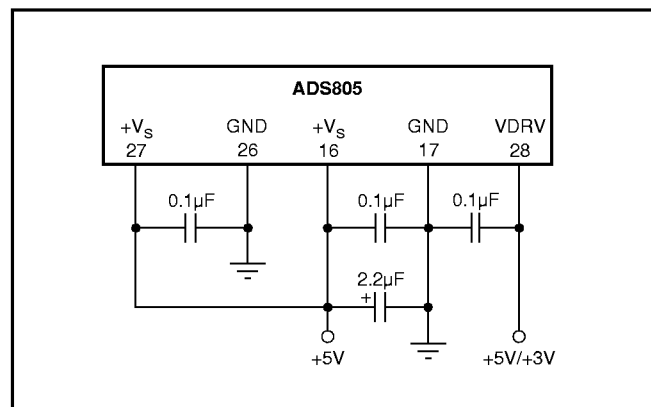 ADS805
+VS GND +VS GND VDRV
27 26 16 17 28
0.1µF 0.1µF 0.1µF
2.2µF
+
+5V +5V/+3V